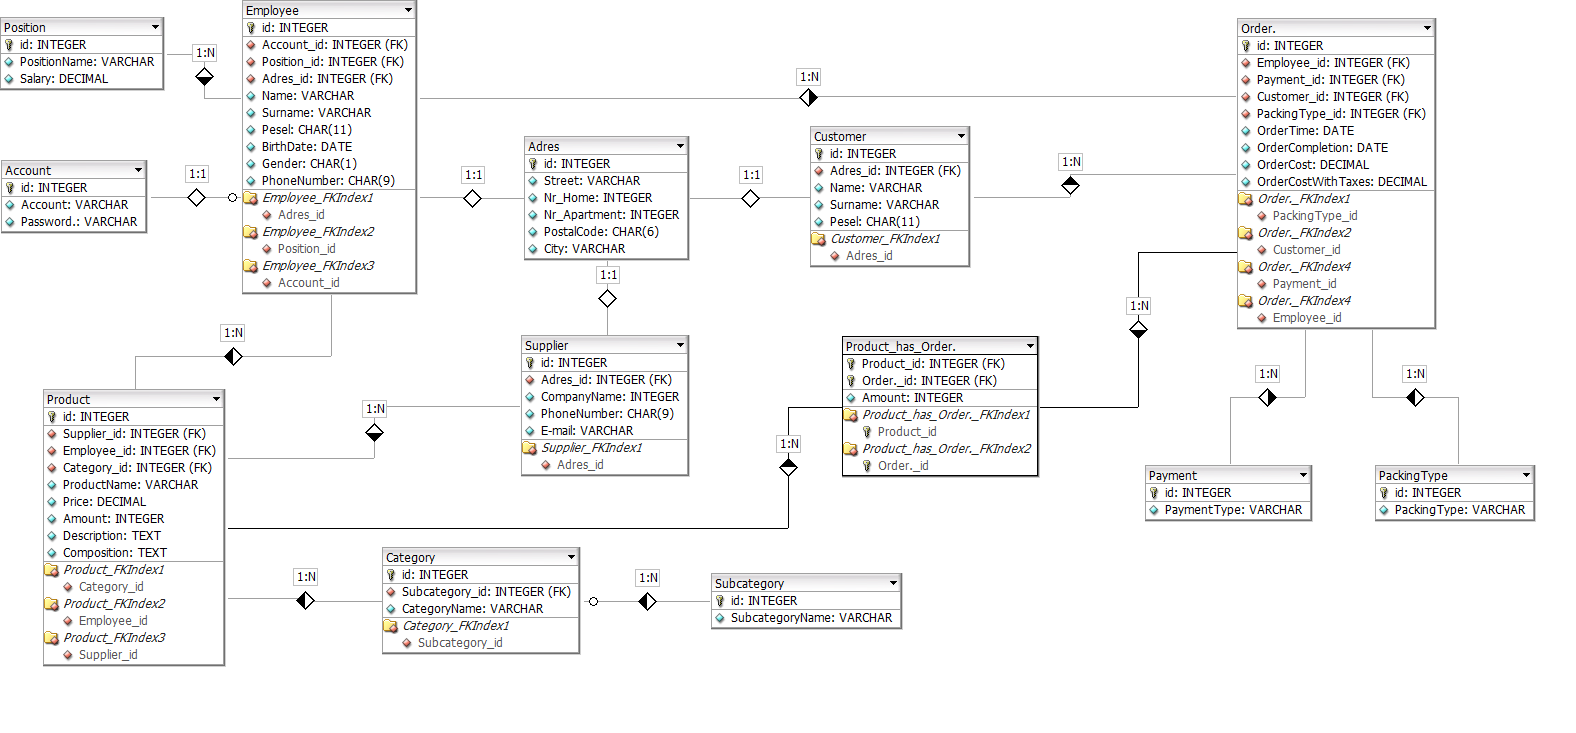 Position
id: INTEGER
PositionName: VARCHAR
Salary: DECIMAL
1:N
Employee
id: INTEGER
Account_id: INTEGER (FK)
Position_id: INTEGER (FK)
Adres_id: INTEGER (FK)
Name: VARCHAR
Surname: VARCHAR
Pesel: CHAR(11)
BirthDate: DATE
Gender: CHAR(1)
PhoneNumber: CHAR(9)
Employee_FKIndex1
Adres_id
Employee_FKIndex2
Position_id
Employee_FKIndex3
Account_id
1:N
Order.
id: INTEGER
Employee_id: INTEGER (FK)
Payment_id: INTEGER (FK)
Customer_id: INTEGER (FK)
PackingType_id: INTEGER (FK)
OrderTime: DATE
OrderCompletion: DATE
OrderCost: DECIMAL
OrderCostWithTaxes: DECIMAL
Order._FKIndex1
PackingType_id
Order._FKIndex2
Customer_id
Order._FKIndex4
Payment_id
Order._FKIndex4
Employee_id
Account
id: INTEGER
Account: VARCHAR
Password.: VARCHAR
1:1
1:1
Adres
id: INTEGER
Street: VARCHAR
Nr_Home: INTEGER
Nr_Apartment: INTEGER
PostalCode: CHAR(6)
City: VARCHAR
1:1
Customer
id: INTEGER
Adres_id: INTEGER (FK)
Name: VARCHAR
Surname: VARCHAR
Pesel: CHAR(11)
Customer_FKIndex1
Adres_id
1:N
1:1
1:N
1:N
Supplier
id: INTEGER
Adres_id: INTEGER (FK)
CompanyName: INTEGER
PhoneNumber: CHAR(9)
E-mail: VARCHAR
Supplier_FKIndex1
Adres_id
Product_has_Order.
Product_id: INTEGER (FK)
Order._id: INTEGER (FK)
Amount: INTEGER
Product_has_Order._FKIndex1
Product_id
Product_has_Order._FKIndex2
Order._id
1:N
1:N
Product
id: INTEGER
Supplier_id: INTEGER (FK)
Employee_id: INTEGER (FK)
Category_id: INTEGER (FK)
ProductName: VARCHAR
Price: DECIMAL
Amount: INTEGER
Description: TEXT
Composition: TEXT
Product_FKIndex1
Category_id
Product_FKIndex2
Employee_id
Product_FKIndex3
Supplier_id
1:N
1:N
Payment
id: INTEGER
PaymentType: VARCHAR
PackingType
id: INTEGER
PackingType: VARCHAR
1:N
Category
id: INTEGER
Subcategory_id: INTEGER (FK)
CategoryName: VARCHAR
Category_FKIndex1
Subcategory_id
1:N
Subcategory
id: INTEGER
SubcategoryName: VARCHAR